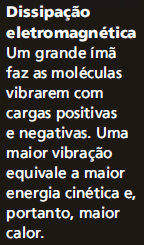 Dissipação
eletromagnética
Um grande ímã
faz as moléculas
vibrarem com
cargas positivas
e negativas. Uma
maior vibração
equivale a maior
energia cinética e,
portanto, maior
calor.